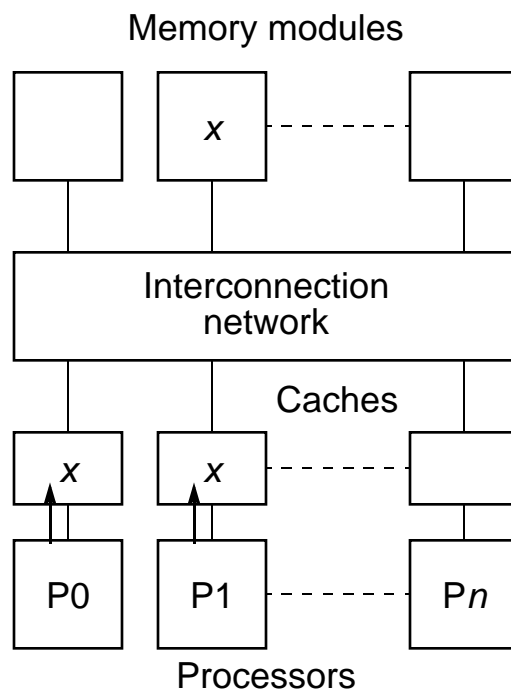 Memory modules
x
Interconnection
network
Caches
x x
P0 P1 Pn
Processors